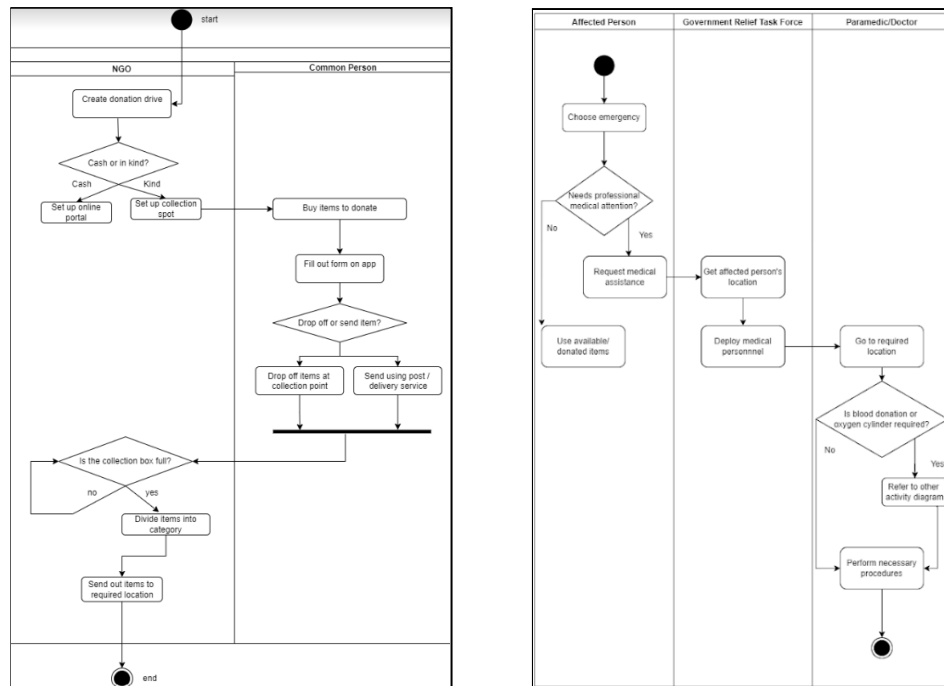 start
NGO
Common Person
Create donation drive
Cash or in kind?
Cash
Kind
Set up online
portal
Set up collection
spot
Buy items to donate
Fill out form on app
Drop off or send item?
Drop off items at
collection point
Send using post /
delivery service
Is the collection box full?
no
yes
Divide items into
category
Send out items to
required location
end
Affected Person
Government Relief Task Force
Paramedic/Doctor
Choose emergency
Needs professional
medical attention?
No
Yes
Request medical
assistance
Get affected person's
location
Use available/
donated items
Deploy medical
personnnel
Go to required
location
Is blood donation or
oxygen cylinder required?
No
Yes
Refer to other
activity diagram
Perform necessary
procedures